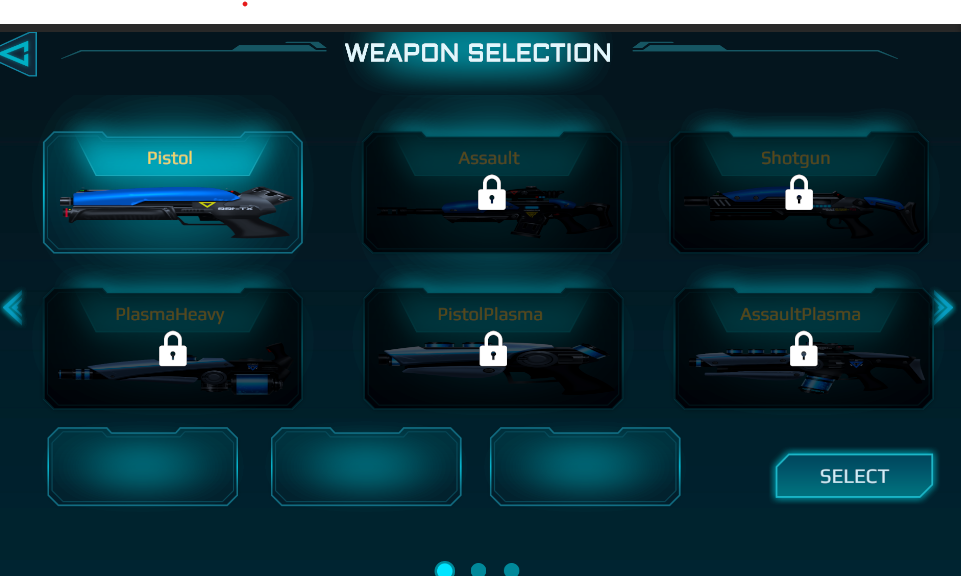 WEAPON SELECTION
Pistol
Assault
Shotgun
PlasmaHeavy
PistolPlasma
AssaultPlasma
SELECT